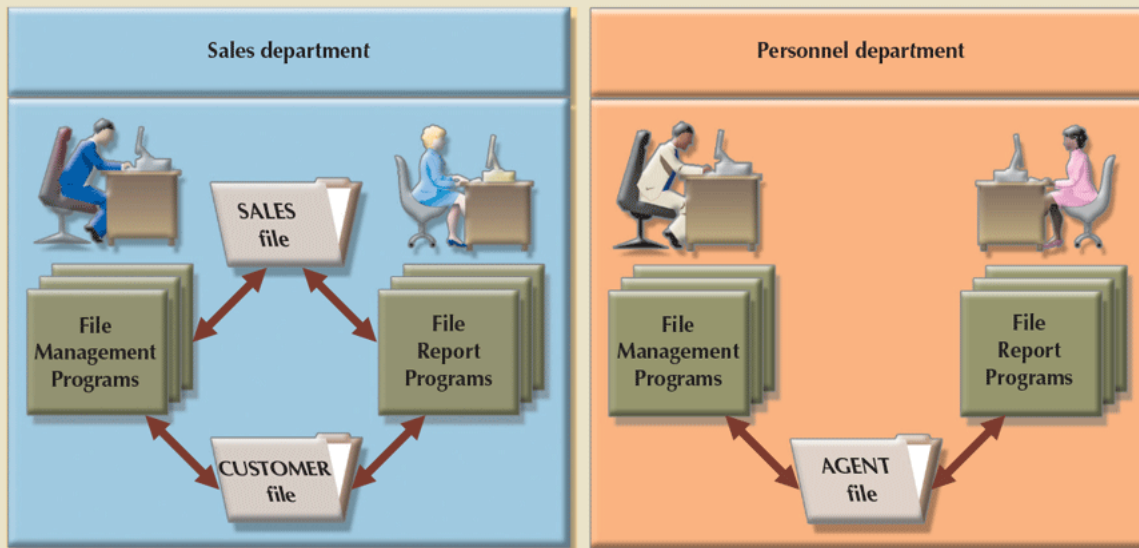 Sales department
SALES
file
File
Management
Programs
File
Report
Programs
CUSTOMER
file
Personnel department
File
Management
Programs
File
Report
Programs
AGENT
file